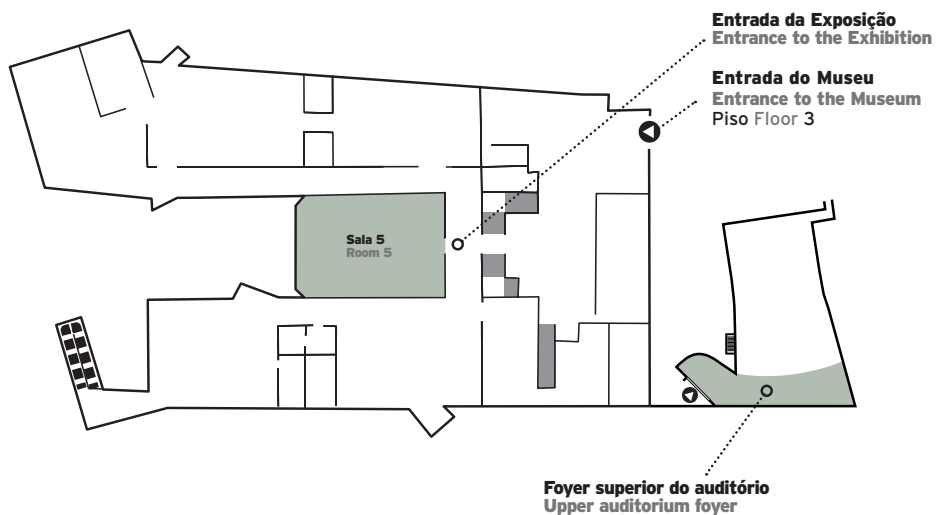 Entrada da Exposição
Entrance to the Exhibition
Entrada do Museu
Entrance to the Museum
Piso Floor 3
Sala 5
Room 5
Foyer superior do auditório
Upper auditorium foyer